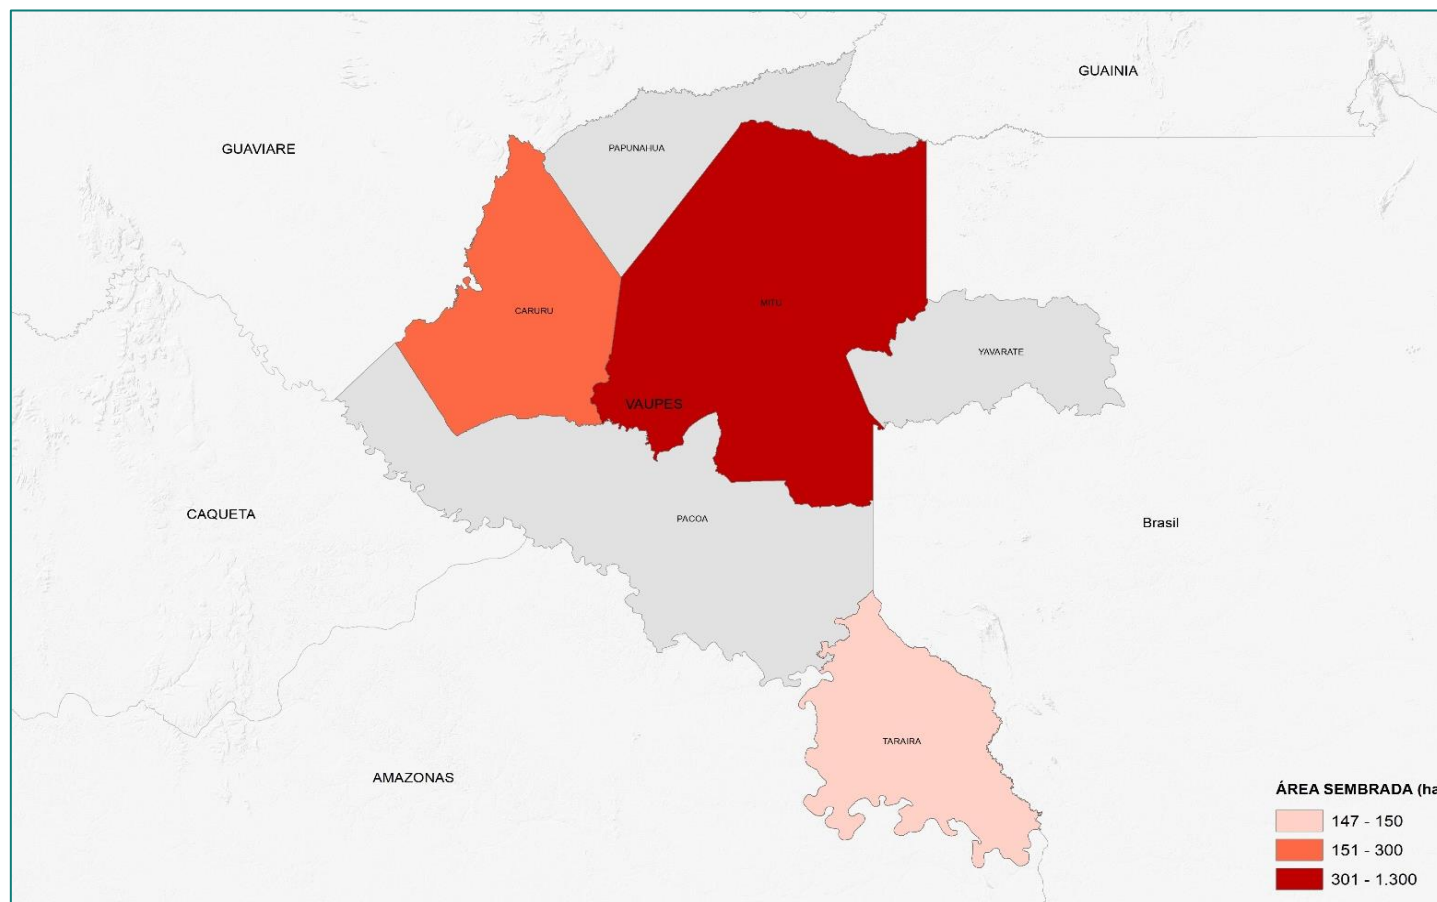 GUAINIA
GUAVIARE
PAPUNAHUA
CARURU
MITU
YAVARATE
VAUPES
CAQUETA
PACOA
Brasil
TARAIRA
AMAZONAS
ÁREA SEMBRADA (ha
147 - 150
151 - 300
301 - 1.300